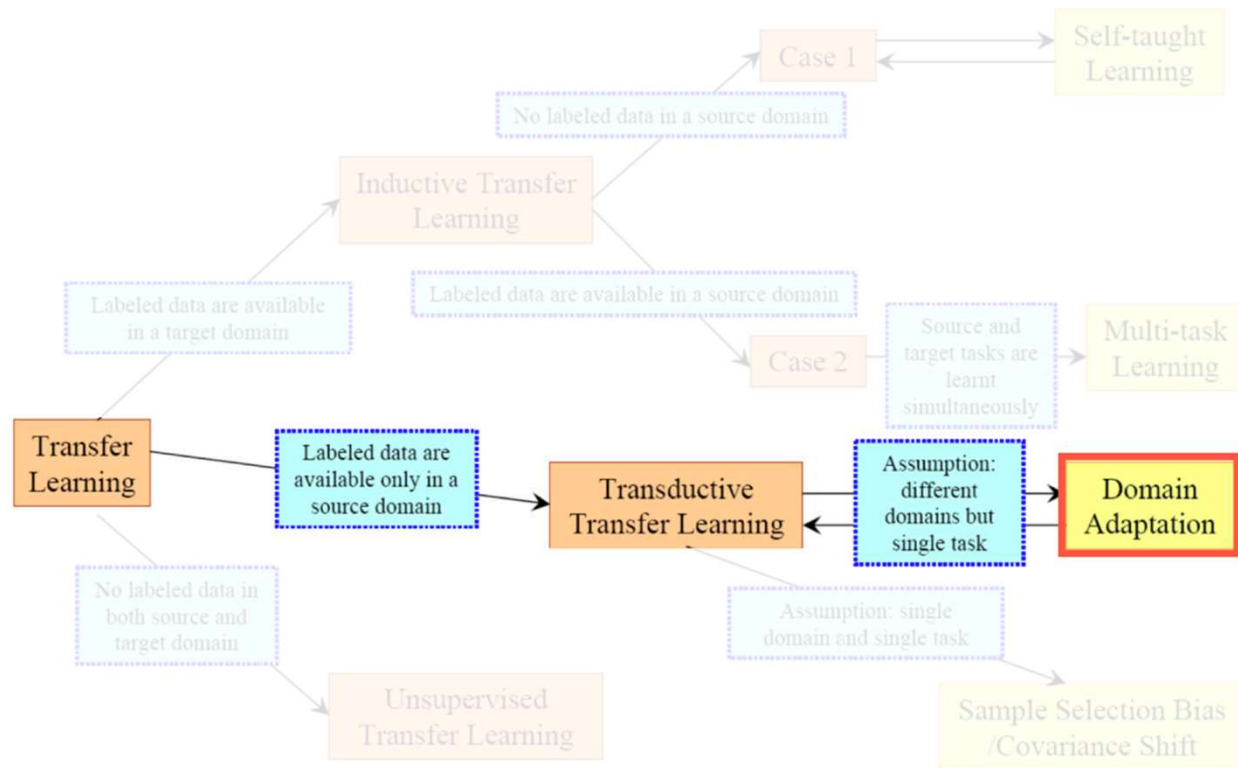 Case 1
Self-taught
Learning
No labeled data in a source domain
Inductive Transfer
Learning
Labeled data are available
in a target domain
Labeled data are available in a source domain
Case 2
Source and
target tasks are
learnt
simultaneously
Multi-task
Learning
Transfer
Learning
Labeled data are
available only in a
source domain
Transductive
Transfer Learning
Assumption:
different
domains but
single task
Domain
Adaptation
No labeled data in
both source and
target domain
Assumption: single
domain and single task
Unsupervised
Transfer Learning
Sample Selection Bias
/Covariance Shift